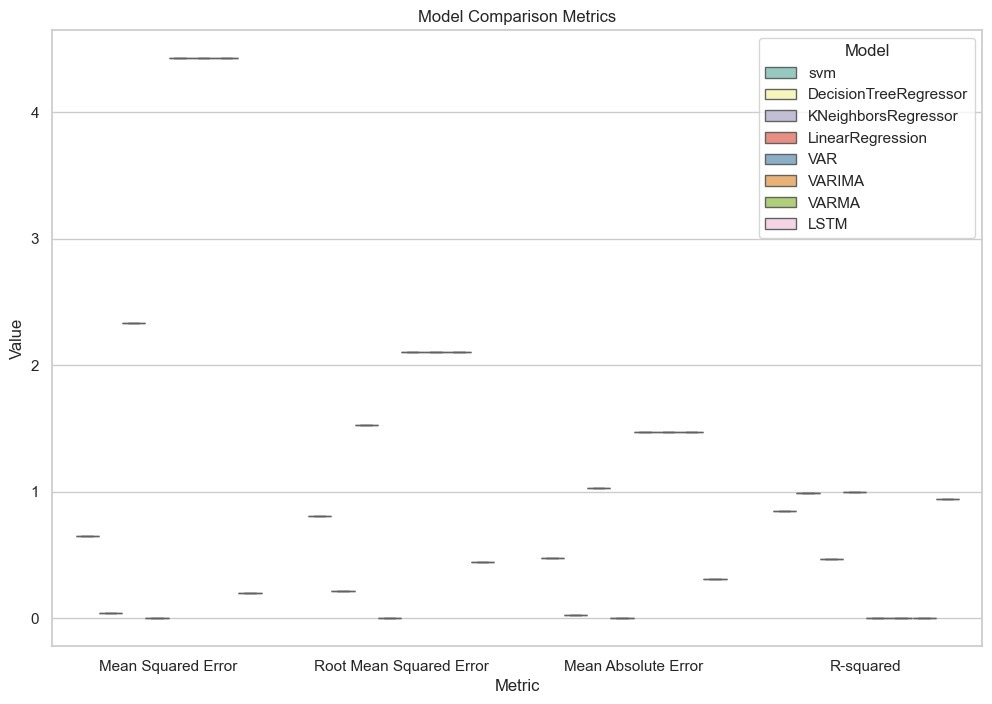 Model Comparison Metrics
Model
svm
DecisionTreeRegressor
KNeighborsRegressor
LinearRegression
VAR
VARIMA
VARMA
LSTM
Value
4
3
2
1
0
Mean Squared Error
Root Mean Squared Error
Mean Absolute Error
R-squared
Metric